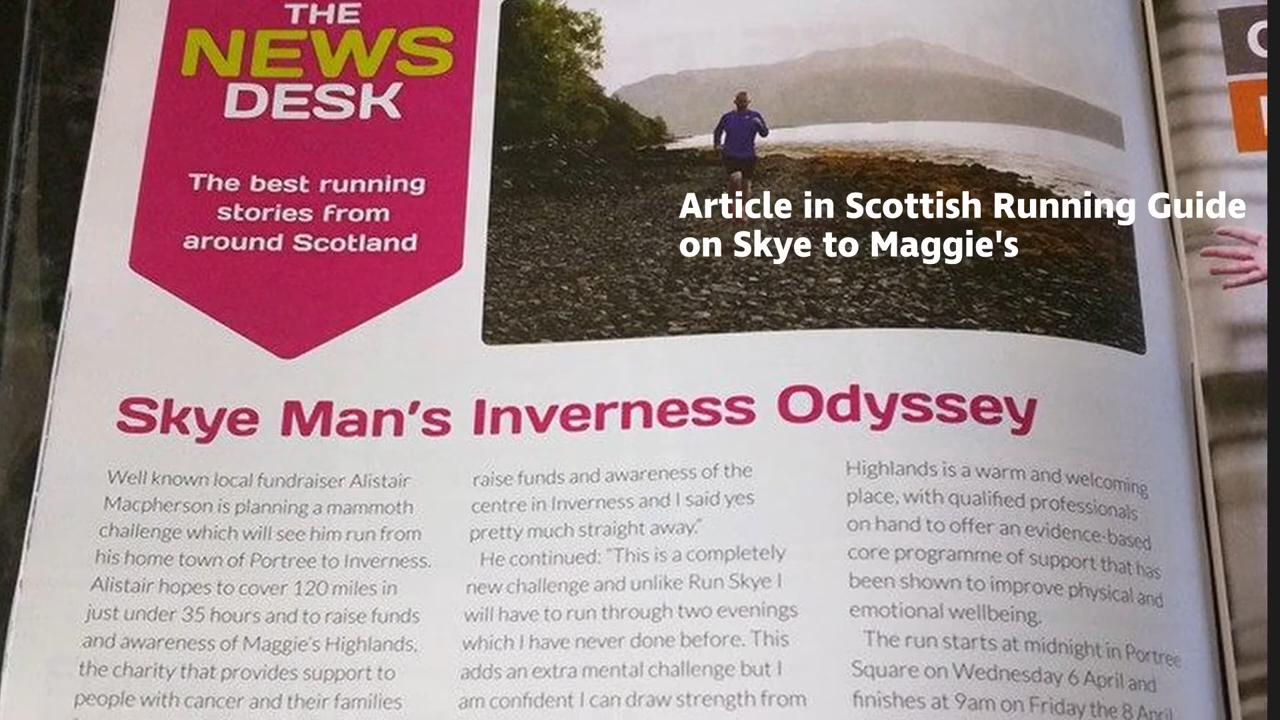 THE
NEWS
DESK
The best running
stories from
around Scotland
Article in Scottish Running Guide
on Skye to Maggie's
Skye Man's Inverness Odyssey
Well known local fundraiser Alistair
Macpherson is planning a mammoth
challenge which will see him run from
his home town of Portree to Inverness.
Alistair hopes to cover 120 miles in
just under 35 hours and to raise funds
and awareness of Maggie's Highlands,
the charity that provides support to
people with cancer and their families
raise funds and awareness of the
centre in Inverness and I said yes
pretty much straight away."
He continued: "This is a completely
new challenge and unlike Run Skye I
will have to run through two evenings
which I have never done before. This
adds an extra mental challenge but I
am confident I can draw strength from
Highlands is a warm and welcoming
place, with qualified professionals
on hand to offer an evidence-based
core programme of support that has
been shown to improve physical and
emotional wellbeing.
The run starts at midnight in Portree
Square on Wednesday 6 April and
finishes at 9am on Friday the 8 April